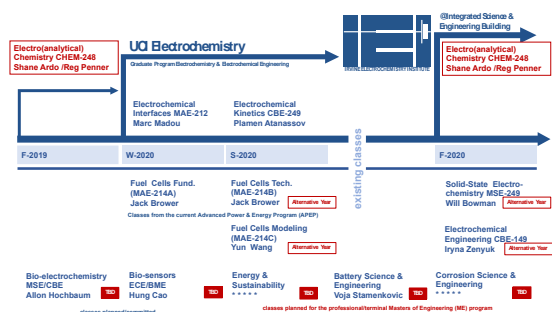 @Integrated Science &
Engineering Building
Electro(analytical)
Chemistry CHEM-248
Shane Ardo /Reg Penner
UCI Electrochemistry
Graduate Program Electrochemistry & Electrochemical Engineering
IRVINE ELECTROCHEMISTRY INSTITUTE
Electro(analytical)
Chemistry CHEM-248
Shane Ardo /Reg Penner
Electrochemical
Interfaces MAE-212
Marc Madou
Electrochemical
Kinetics CBE-249
Plamen Atanassov
existing classes
F-2019
W-2020
S-2020
F-2020
Fuel Cells Fund.
(MAE-214A)
Jack Brower
Fuel Cells Tech.
(MAE-214B)
Jack Brower
Alternative Year
Classes from the current Advanced Power & Energy Program (APEP)
Fuel Cells Modeling
(MAE-214C)
Yun Wang
Alternative Year
Solid-State Electro-
chemistry MSE-249
Will Bowman
Alternative Year
Electrochemical
Engineering CBE-149
Iryna Zenyuk
Alternative Year
Bio-electrochemistry
MSE/CBE
Allon Hochbaum
TBD
Bio-sensors
ECE/BME
Hung Cao
TBD
Energy &
Sustainability
* * * * *
TBD
Battery Science &
Engineering
Voja Stamenkovic
TBD
Corrosion Science &
Engineering
* * * * *
TBD
classes planned/committed
classes planned for the professional/terminal Masters of Engineering (ME) program